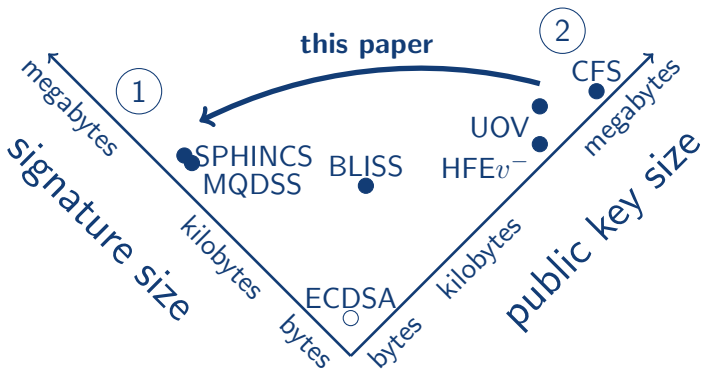 this paper
2
1
CFS
megabytes
megabytes
UOV
SPHINCS
BLISS
HFEv⁻
MQDSS
signature size
public key size
kilobytes
kilobytes
ECDSA
bytes
bytes